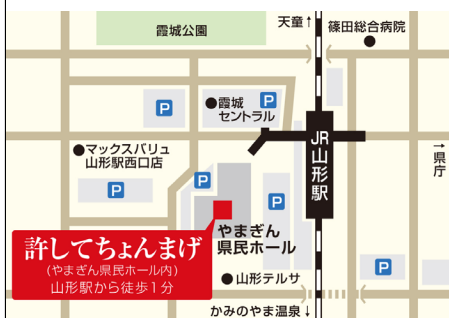 天童↑
霞城公園
篠田総合病院
P
霞城
セントラル
P
JR山形駅
マックスバリュ
山形駅西口店
P
P
P
→県庁
やまぎん
県民ホール
許してちょんまげ
(やまぎん県民ホール内)
山形駅から徒歩1分
山形テルサ
P
かみのやま温泉↓